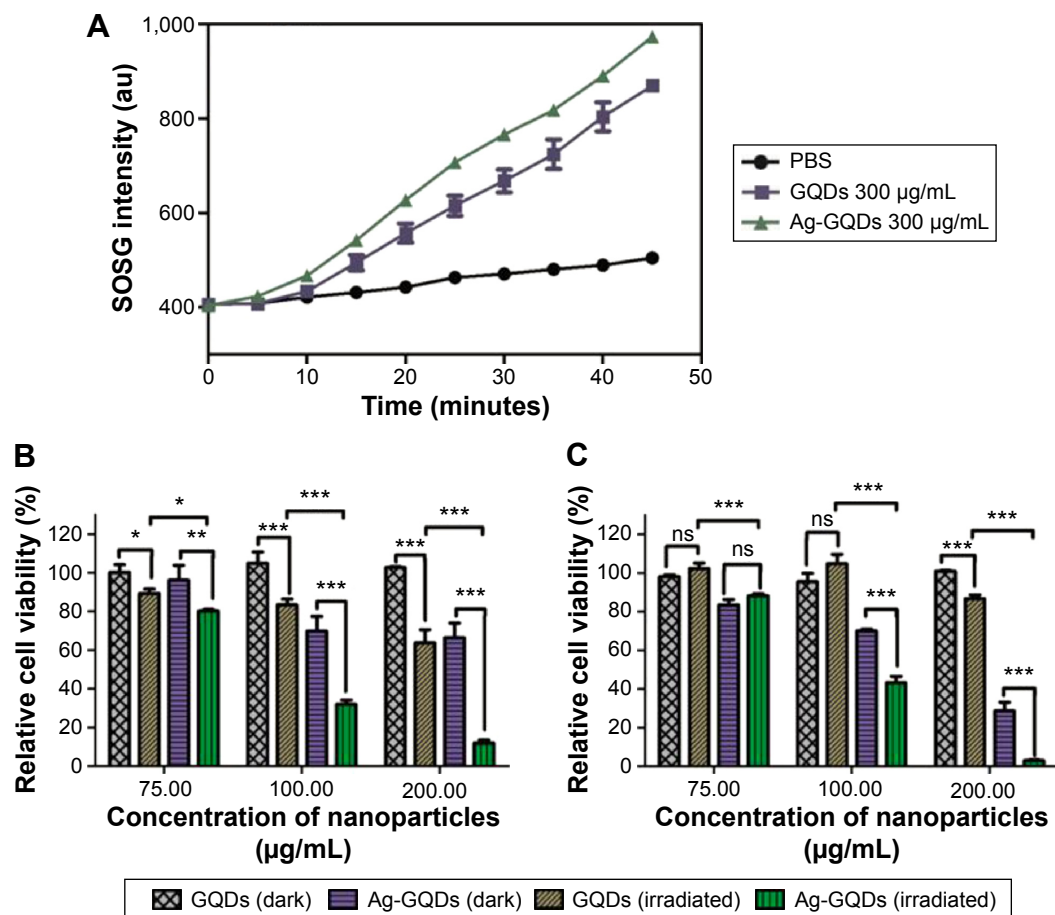 A
SOSG intensity (au)
1,000
800
600
400
0 10 20 30 40 50
Time (minutes)
PBS
GQDs 300 µg/mL
Ag-GQDs 300 µg/mL
B
Relative cell viability (%)
120
100
80
60
40
20
0
* * **
*** *** ***
*** *** ***
75.00 100.00 200.00
Concentration of nanoparticles
(µg/mL)
C
Relative cell viability (%)
120
100
80
60
40
20
0
ns *** ns
ns *** ***
*** *** ***
75.00 100.00 200.00
Concentration of nanoparticles
(µg/mL)
GQDs (dark) Ag-GQDs (dark) GQDs (irradiated) Ag-GQDs (irradiated)